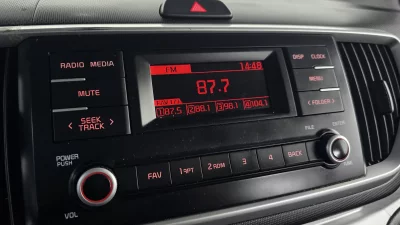 FM 14:48
87.7
1 87.5 2 88.1 3 98.1 4 104.1
RADIO MEDIA
MUTE
SEEK
TRACK
DISP CLOCK
MENU
FOLDER
POWER
PUSH
VOL
FAV 1 RPT 2 RDM 3 4 BACK
FILE ENTER
TUNE